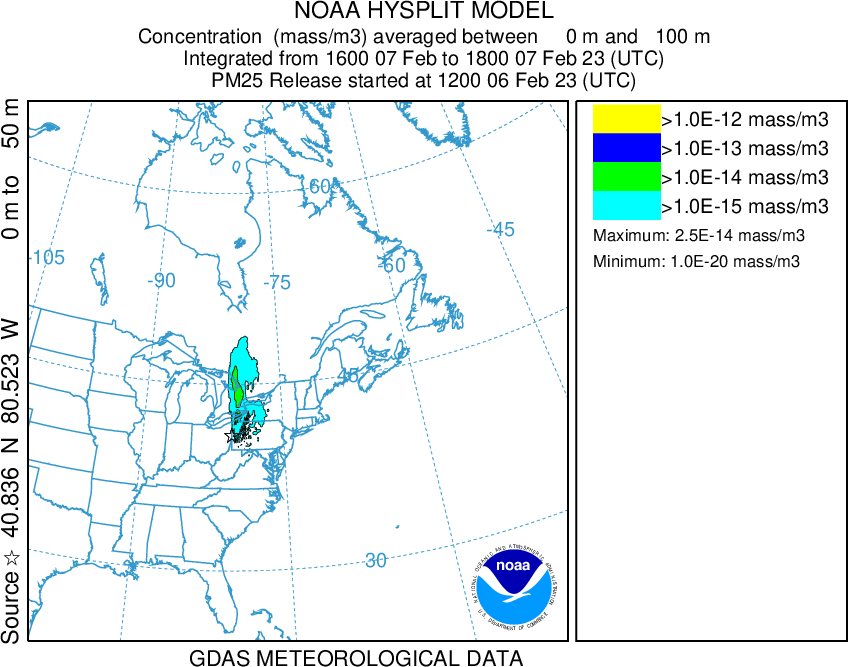 NOAA HYSPLIT MODEL
Concentration (mass/m3) averaged between 0 m and 100 m
Integrated from 1600 07 Feb to 1800 07 Feb 23 (UTC)
PM25 Release started at 1200 06 Feb 23 (UTC)
Source ☆ 40.836 N 80.523 W 0 m to 50 m
60
-45
-105
-60
-90
-75
45
30
noaa
NATIONAL OCEANIC AND ATMOSPHERIC ADMINISTRATION
U.S. DEPARTMENT OF COMMERCE
>1.0E-12 mass/m3
>1.0E-13 mass/m3
>1.0E-14 mass/m3
>1.0E-15 mass/m3
Maximum: 2.5E-14 mass/m3
Minimum: 1.0E-20 mass/m3
GDAS METEOROLOGICAL DATA